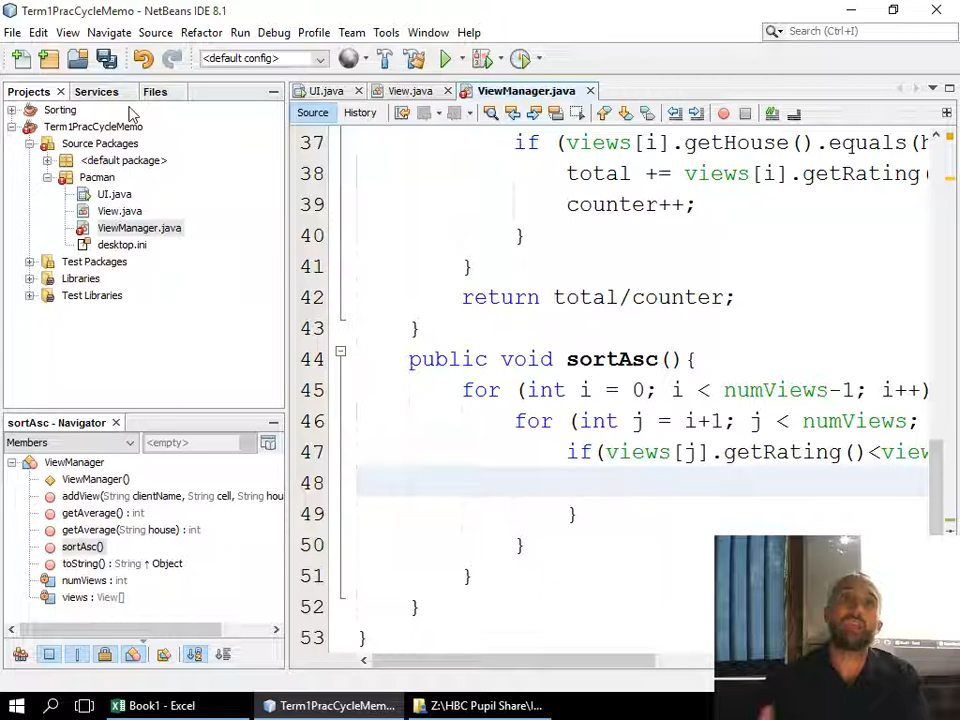 Term1PracCycleMemo - NetBeans IDE 8.1
File Edit View Navigate Source Refactor Run Debug Profile Team Tools Window Help
Search (Ctrl+I)
<default config>
Projects Services Files
UI.java View.java ViewManager.java
Source History
Sorting
Term1PracCycleMemo
Source Packages
<default package>
Pacman
UI.java
View.java
ViewManager.java
desktop.ini
Test Packages
Libraries
Test Libraries
37 if (views[i].getHouse().equals(h
38 total += views[i].getRating(
39 counter++;
40 }
41 }
42 return total/counter;
43 }
44 public void sortAsc(){
45 for (int i = 0; i < numViews-1; i++)
46 for (int j = i+1; j < numViews;
47 if(views[j].getRating()<view
48
49 }
50 }
51 }
52 }
53 }
sortAsc - Navigator
Members <empty>
ViewManager
ViewManager()
addView(String clientName, String cell, String hou
getAverage() : int
getAverage(String house) : int
sortAsc()
toString() : ↑ Object
numViews : int
views : View[]
Book1 - Excel Term1PracCycleMem... Z:\HBC Pupil Share\I...